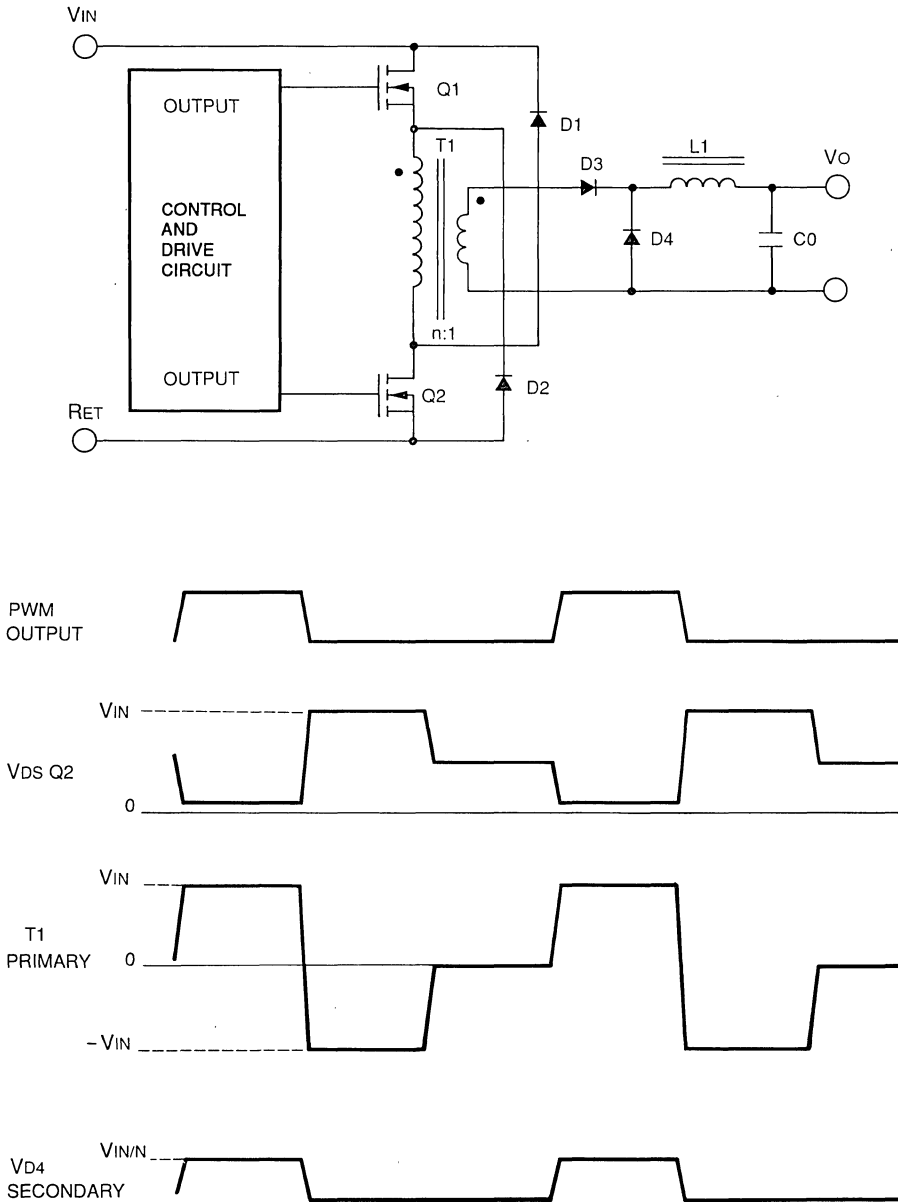 VIN
OUTPUT
Q1
D1
T1
D3
L1
VO
CONTROL
AND
DRIVE
CIRCUIT
D4
C0
n:1
OUTPUT
Q2
D2
RET
PWM
OUTPUT
VIN
VDS Q2
0
VIN
T1
PRIMARY
0
– VIN
VIN/N
VD4
SECONDARY